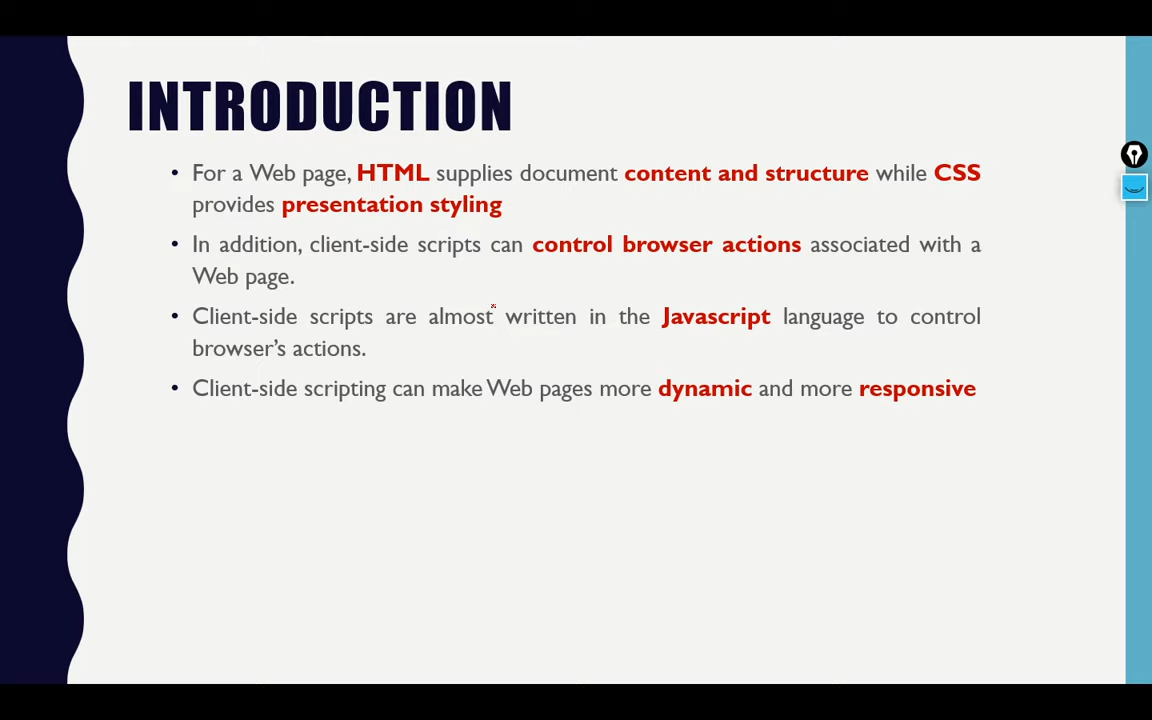 INTRODUCTION
• For a Web page, HTML supplies document content and structure while CSS
provides presentation styling
• In addition, client-side scripts can control browser actions associated with a
Web page.
• Client-side scripts are almost written in the Javascript language to control
browser’s actions.
• Client-side scripting can make Web pages more dynamic and more responsive